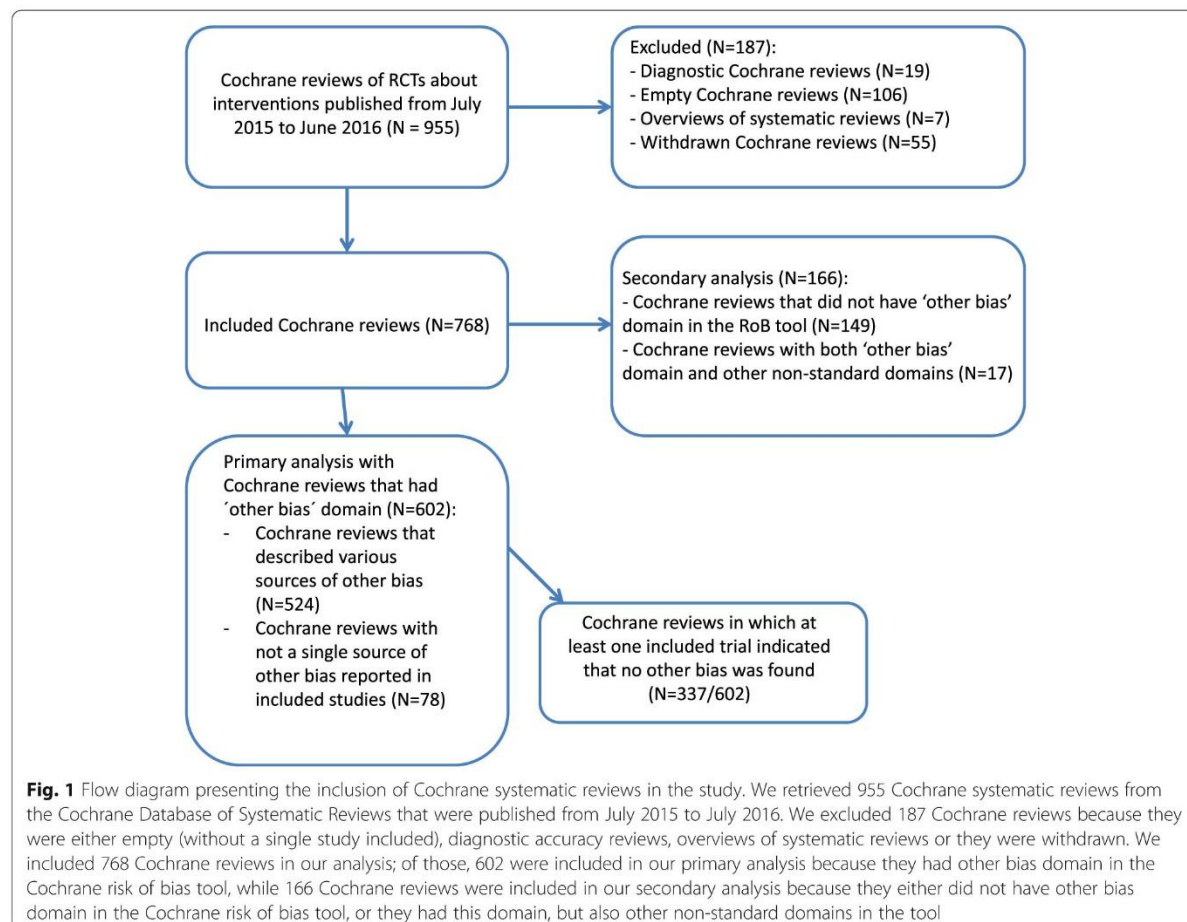 Cochrane reviews of RCTs about
interventions published from July
2015 to June 2016 (N = 955)
Excluded (N=187):
- Diagnostic Cochrane reviews (N=19)
- Empty Cochrane reviews (N=106)
- Overviews of systematic reviews (N=7)
- Withdrawn Cochrane reviews (N=55)
Included Cochrane reviews (N=768)
Secondary analysis (N=166):
- Cochrane reviews that did not have ‘other bias’
domain in the RoB tool (N=149)
- Cochrane reviews with both ‘other bias’
domain and other non-standard domains (N=17)
Primary analysis with
Cochrane reviews that had
´other bias´ domain (N=602):
- Cochrane reviews that
described various
sources of other bias
(N=524)
- Cochrane reviews with
not a single source of
other bias reported in
included studies (N=78)
Cochrane reviews in which at
least one included trial indicated
that no other bias was found
(N=337/602)
Fig. 1 Flow diagram presenting the inclusion of Cochrane systematic reviews in the study. We retrieved 955 Cochrane systematic reviews from
the Cochrane Database of Systematic Reviews that were published from July 2015 to July 2016. We excluded 187 Cochrane reviews because they
were either empty (without a single study included), diagnostic accuracy reviews, overviews of systematic reviews or they were withdrawn. We
included 768 Cochrane reviews in our analysis; of those, 602 were included in our primary analysis because they had other bias domain in the
Cochrane risk of bias tool, while 166 Cochrane reviews were included in our secondary analysis because they either did not have other bias
domain in the Cochrane risk of bias tool, or they had this domain, but also other non-standard domains in the tool